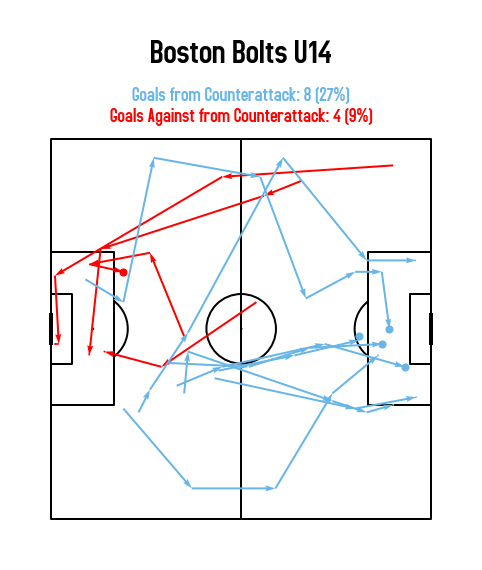 Boston Bolts U14
Goals from Counterattack: 8 (27%)
Goals Against from Counterattack: 4 (9%)